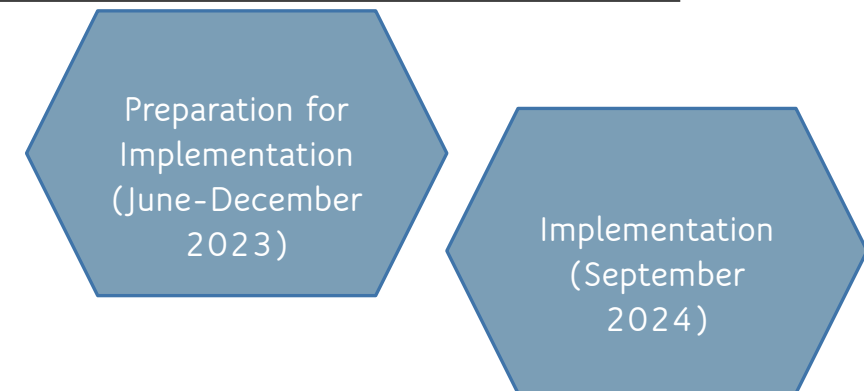 Preparation for
Implementation
(June-December
2023)
Implementation
(September
2024)